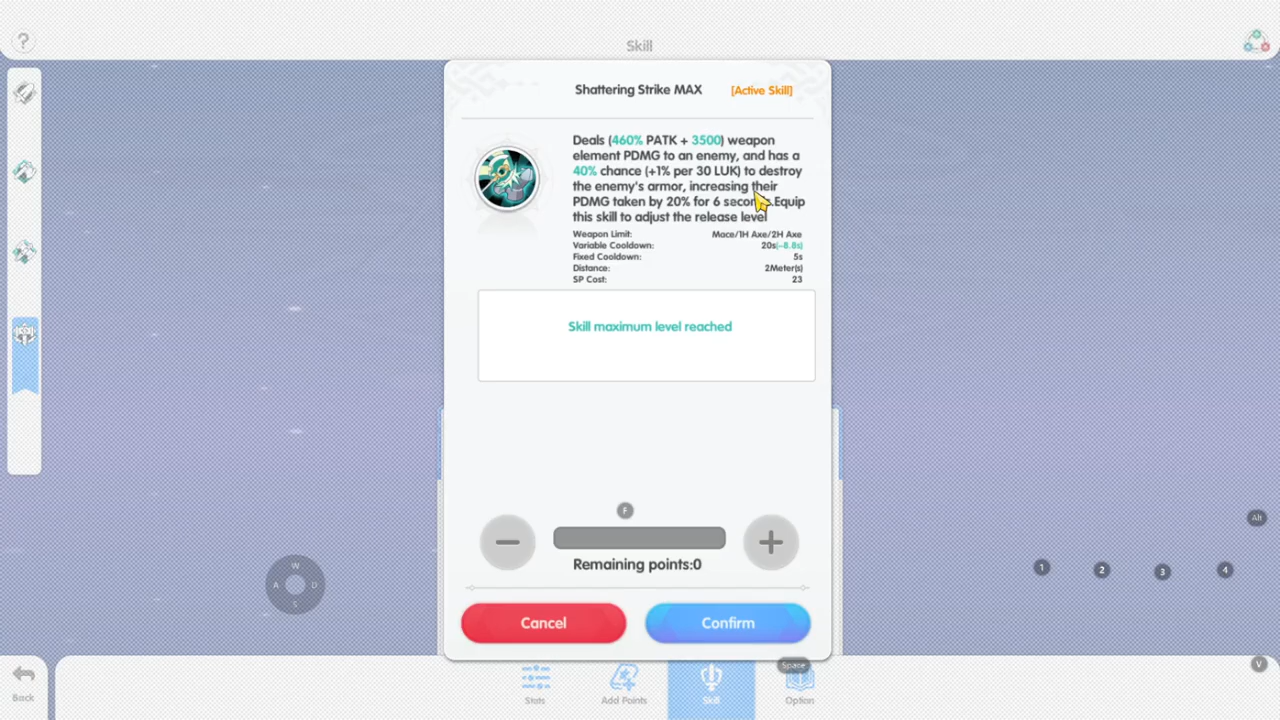 ?
Skill
Shattering Strike MAX [Active Skill]
Deals (460% PATK + 3500) weapon
element PDMG to an enemy, and has a
40% chance (+1% per 30 LUK) to destroy
the enemy's armor, increasing their
PDMG taken by 20% for 6 .Equip
this skill to adjust the release level
Weapon Limit: Mace/1H Axe/2H Axe
Variable Cooldown: 20s(-8.8s)
Fixed Cooldown: 5s
Distance: 2Meter(s)
SP Cost: 23
Skill maximum level reached
F
Remaining points:0
Cancel Confirm
W
A D
S
Alt
1 2 3 4
Space
V
Back
Stats Add Points Skill Option